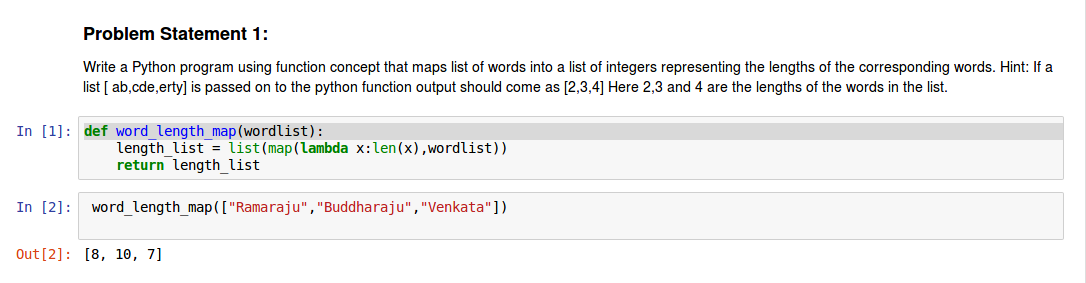 Problem Statement 1:
Write a Python program using function concept that maps list of words into a list of integers representing the lengths of the corresponding words. Hint: If a
list [ ab,cde,erty] is passed on to the python function output should come as [2,3,4] Here 2,3 and 4 are the lengths of the words in the list.
In [1]: def word_length_map(wordlist):
    length_list = list(map(lambda x:len(x),wordlist))
    return length_list
In [2]: word_length_map(["Ramaraju","Buddharaju","Venkata"])
Out[2]: [8, 10, 7]